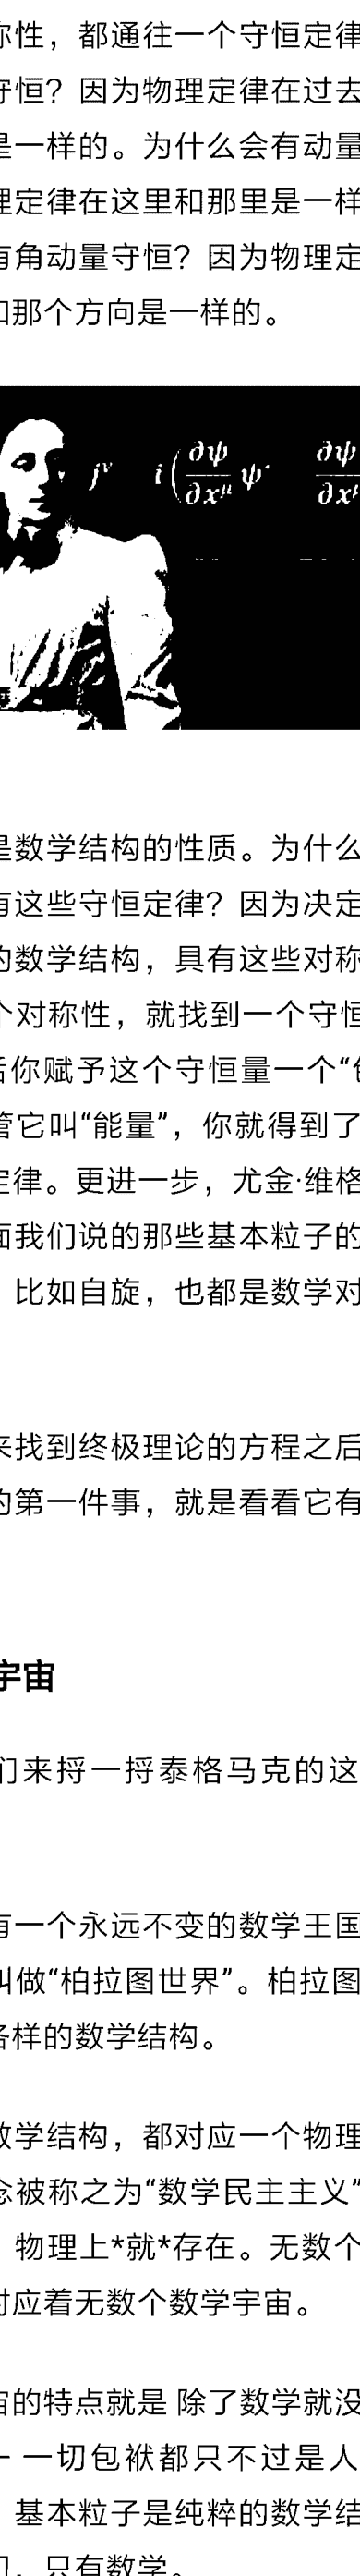 称性，都通往一个守恒定律
守恒？因为物理定律在过去
是一样的。为什么会有动量
理定律在这里和那里是一样
有角动量守恒？因为物理定
和那个方向是一样的。
jν i(∂ψ/∂xμ ψ* ∂ψ/∂xμ
是数学结构的性质。为什么
有这些守恒定律？因为决定
的数学结构，具有这些对称
个对称性，就找到一个守恒
后你赋予这个守恒量一个“包
管它叫“能量”，你就得到了
定律。更进一步，尤金·维格
面我们说的那些基本粒子的
比如自旋，也都是数学对
来找到终极理论的方程之后
的第一件事，就是看看它有
宇宙
们来捋一捋泰格马克的这
有一个永远不变的数学王国
叫做“柏拉图世界”。柏拉图
各样的数学结构。
数学结构，都对应一个物理
念被称之为“数学民主主义”
物理上*就*存在。无数个
对应着无数个数学宇宙。
宙的特点就是 除了数学就没
- 一切包袱都只不过是人
基本粒子是纯粹的数学结
们，只有数学。